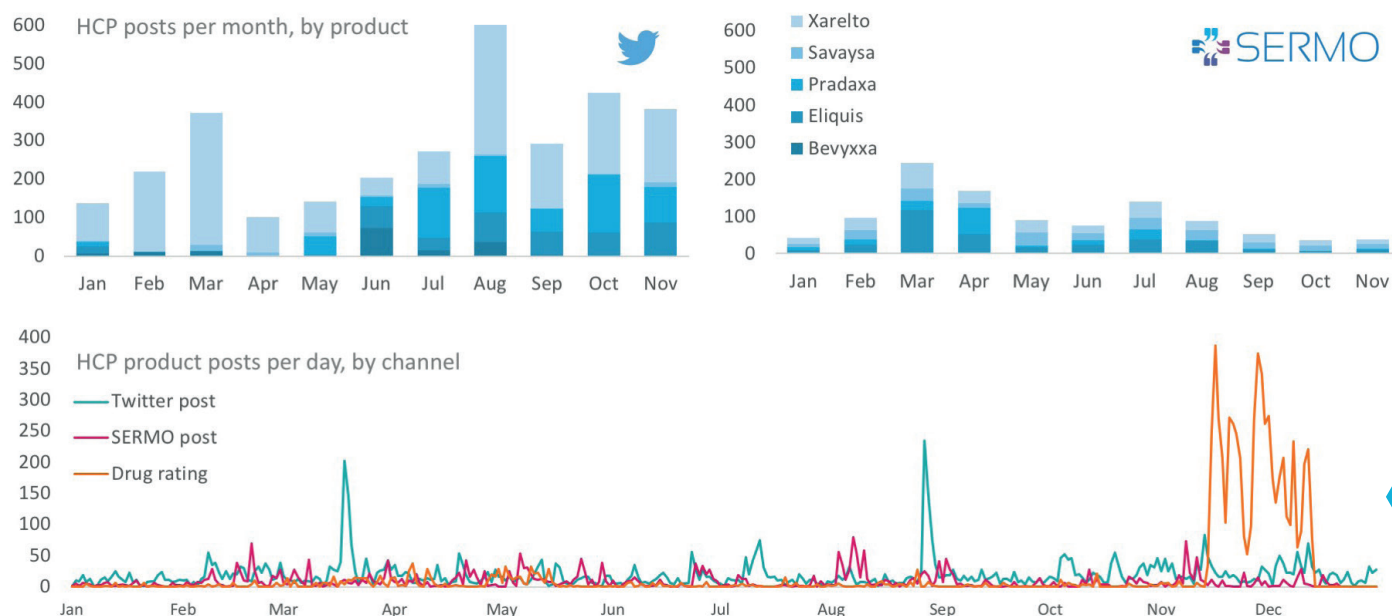 HCP posts per month, by product
600
500
400
300
200
100
0
Jan Feb Mar Apr May Jun Jul Aug Sep Oct Nov
Xarelto
Savaysa
Pradaxa
Eliquis
Bevyxxa
SERMO
600
500
400
300
200
100
0
Jan Feb Mar Apr May Jun Jul Aug Sep Oct Nov
HCP product posts per day, by channel
Twitter post
SERMO post
Drug rating
400
350
300
250
200
150
100
50
0
Jan Feb Mar Apr May Jun Jul Aug Sep Oct Nov Dec